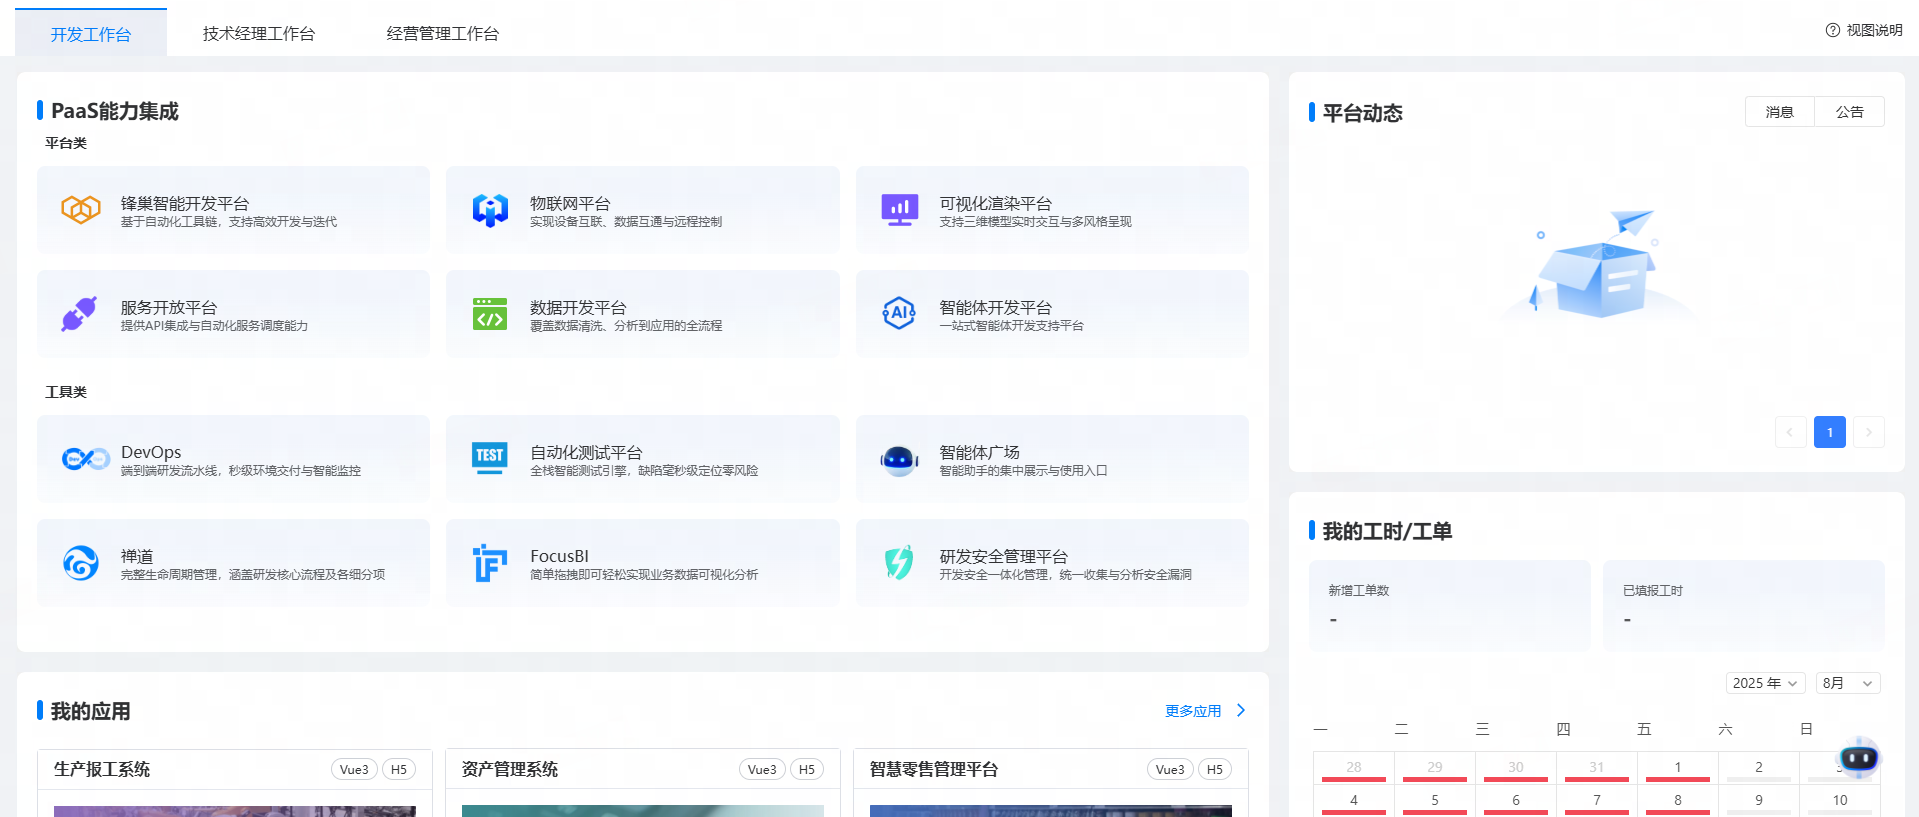 开发工作台
技术经理工作台
经营管理工作台
视图说明
PaaS能力集成
平台类
锋巢智能开发平台
基于自动化工具链，支持高效开发与迭代
物联网平台
实现设备互联、数据互通与远程控制
可视化渲染平台
支持三维模型实时交互与多风格呈现
服务开放平台
提供API集成与自动化服务调度能力
数据开发平台
覆盖数据清洗、分析到应用的全流程
AI
智能体开发平台
一站式智能体开发支持平台
工具类
DevOps
端到端研发流水线，秒级环境交付与智能监控
TEST
自动化测试平台
全栈智能测试引擎，缺陷毫秒级定位零风险
智能体广场
智能助手的集中展示与使用入口
禅道
完整生命周期管理，涵盖研发核心流程及各细分项
FocusBI
简单拖拽即可轻松实现业务数据可视化分析
研发安全管理平台
开发安全一体化管理，统一收集与分析安全漏洞
我的应用
更多应用
生产报工系统
Vue3 H5
资产管理系统
Vue3 H5
智慧零售管理平台
Vue3 H5
平台动态
消息 公告
1
我的工时/工单
新增工单数
-
已填报工时
-
2025 年 8月
一 二 三 四 五 六 日
28 29 30 31 1 2
4 5 6 7 8 9 10